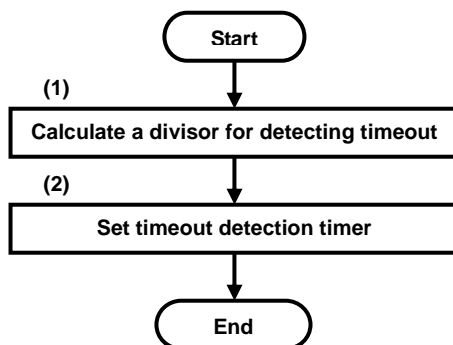 Start
(1)
Calculate a divisor for detecting timeout
(2)
Set timeout detection timer
End